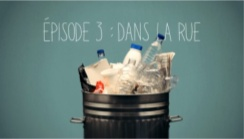 ÉPISODE 3 : DANS LA RUE